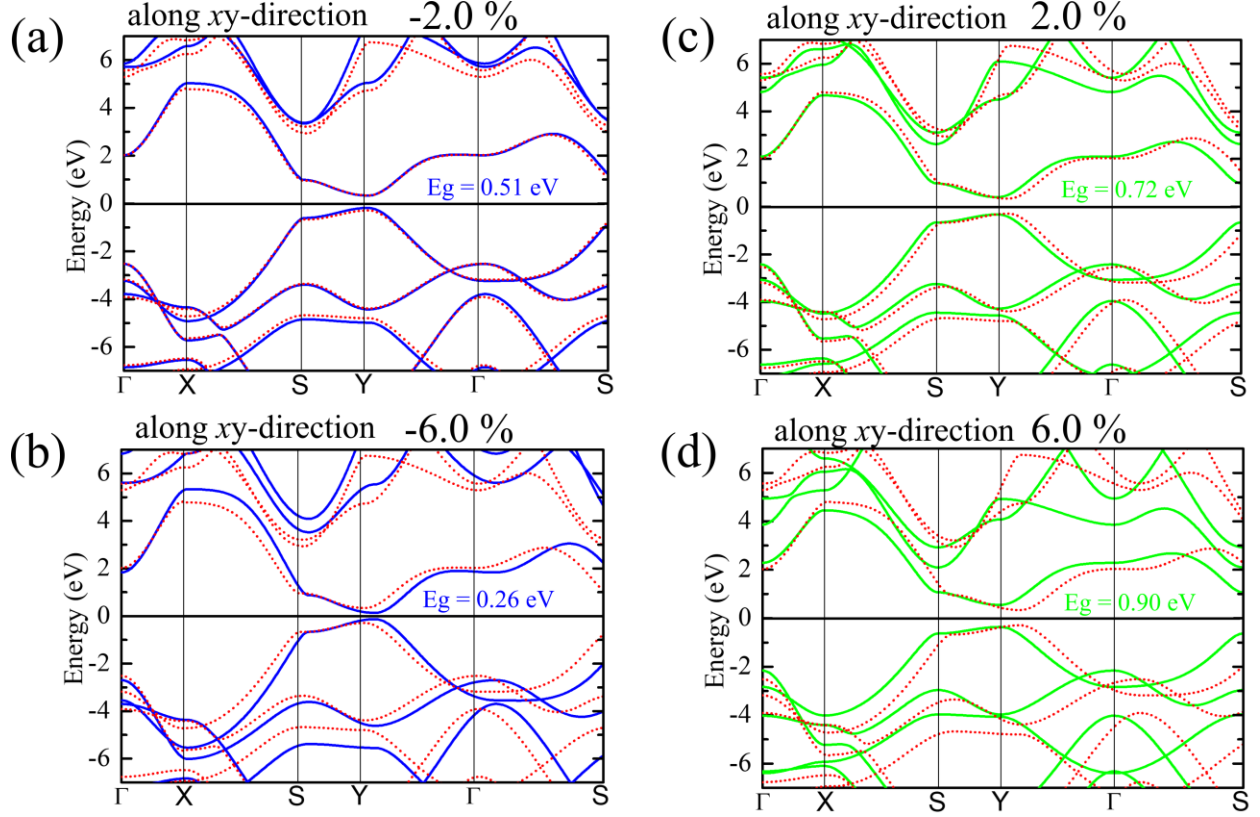 (a)
along xy-direction -2.0 %
Energy (eV)
6
4
2
0
-2
-4
-6
Eg = 0.51 eV
Γ X S Y Γ S
(c)
along xy-direction 2.0 %
Energy (eV)
6
4
2
0
-2
-4
-6
Eg = 0.72 eV
Γ X S Y Γ S
(b)
along xy-direction -6.0 %
Energy (eV)
6
4
2
0
-2
-4
-6
Eg = 0.26 eV
Γ X S Y Γ S
(d)
along xy-direction 6.0 %
Energy (eV)
6
4
2
0
-2
-4
-6
Eg = 0.90 eV
Γ X S Y Γ S